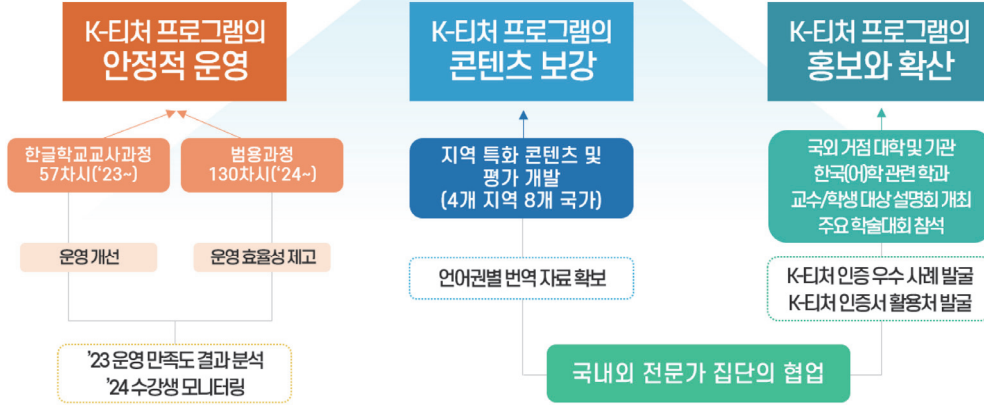 K-티처 프로그램의
안정적 운영
K-티처 프로그램의
콘텐츠 보강
K-티처 프로그램의
홍보와 확산
한글학교교사과정
57차시('23~)
범용과정
130차시('24~)
지역 특화 콘텐츠 및
평가 개발
(4개 지역 8개 국가)
국외 거점 대학 및 기관
한국(어)학 관련 학과
교수/학생 대상 설명회 개최
주요 학술대회 참석
운영 개선
운영 효율성 제고
언어권별 번역 자료 확보
K-티처 인증 우수 사례 발굴
K-티처 인증서 활용처 발굴
'23 운영 만족도 결과 분석
'24 수강생 모니터링
국내외 전문가 집단의 협업